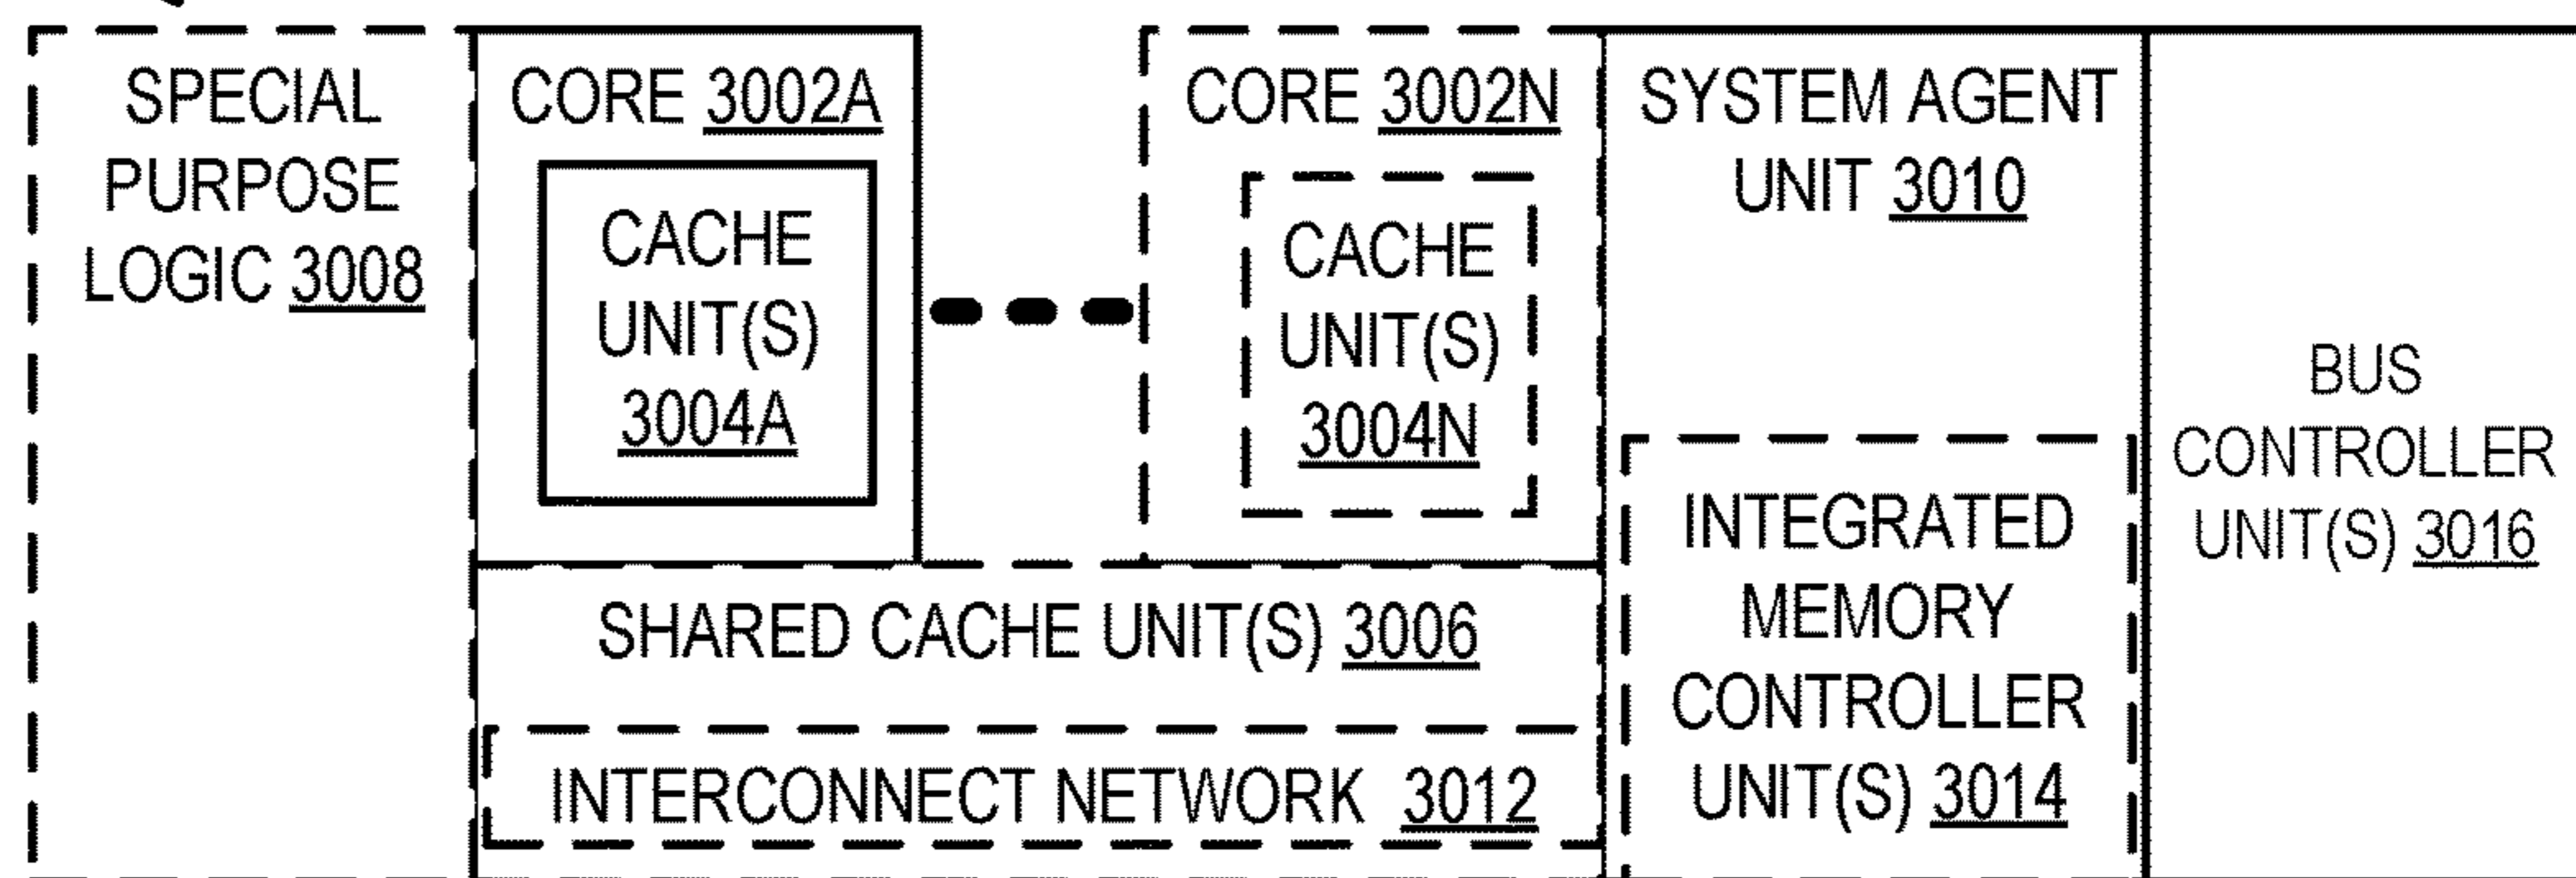 SPECIAL
PURPOSE
LOGIC 3008
CORE 3002A
CACHE
UNIT(S)
3004A
CORE 3002N
CACHE
UNIT(S)
3004N
SHARED CACHE UNIT(S) 3006
INTERCONNECT NETWORK 3012
SYSTEM AGENT
UNIT 3010
INTEGRATED
MEMORY
CONTROLLER
UNIT(S) 3014
BUS
CONTROLLER
UNIT(S) 3016